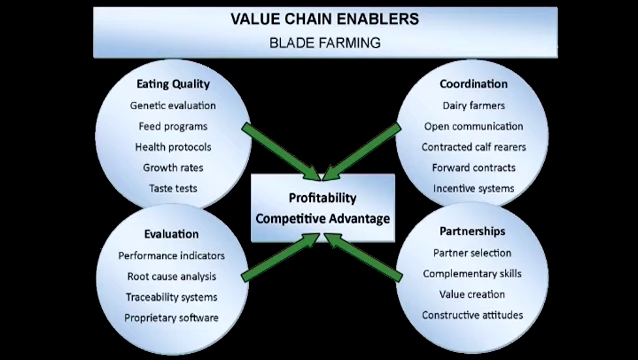 VALUE CHAIN ENABLERS
BLADE FARMING
Eating Quality
Genetic evaluation
Feed programs
Health protocols
Growth rates
Taste tests
Coordination
Dairy farmers
Open communication
Contracted calf rearers
Forward contracts
Incentive systems
Profitability
Competitive Advantage
Evaluation
Performance indicators
Root cause analysis
Traceability systems
Proprietary software
Partnerships
Partner selection
Complementary skills
Value creation
Constructive attitudes